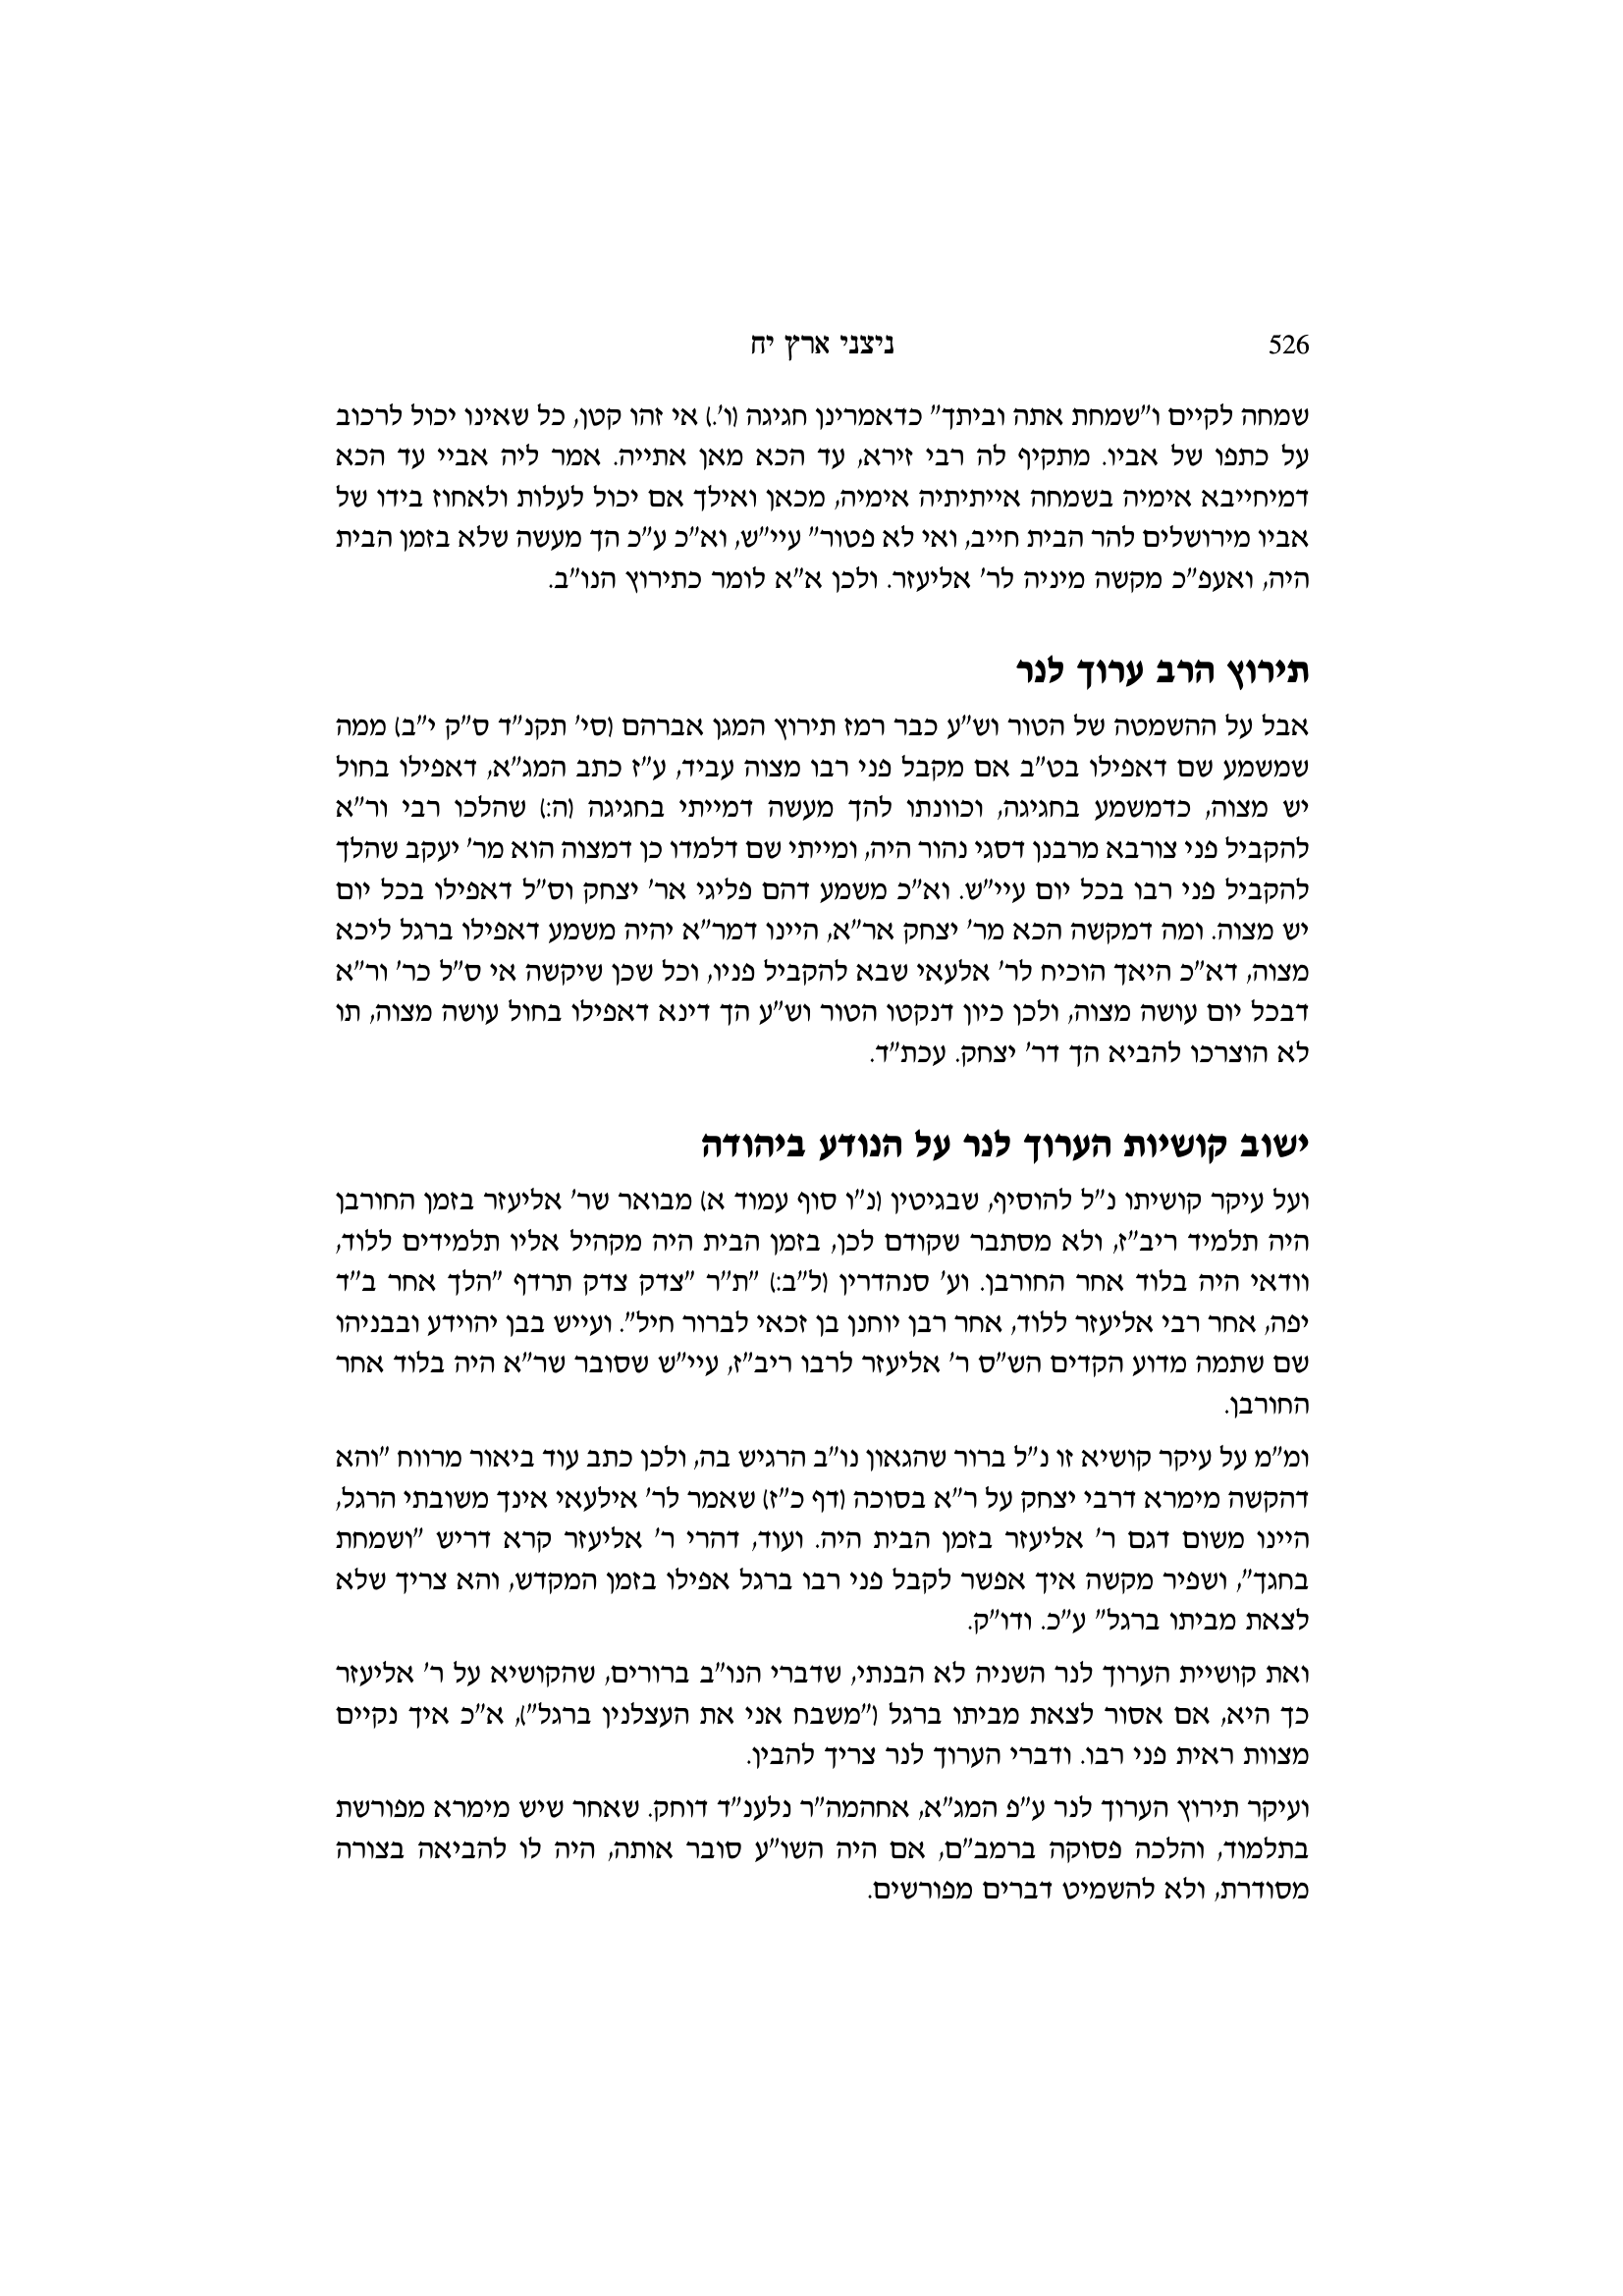 526
ניצני ארץ יח
שמחה לקיים ו"שמחת אתה וביתך" כדאמרינן חגיגה (ו'.) אי זהו קטן, כל שאינו יכול לרכוב
על כתפו של אביו. מתקיף לה רבי זירא, עד הכא מאן אתייה. אמר ליה אביי עד הכא
דמיחייבא אימיה בשמחה אייתיתיה אימיה, מכאן ואילך אם יכול לעלות ולאחוז בידו של
אביו מירושלים להר הבית חייב, ואי לא פטור" עיי"ש, וא"כ ע"כ הך מעשה שלא בזמן הבית
היה, ואעפ"כ מקשה מיניה לר' אליעזר. ולכן א"א לומר כתירוץ הנו"ב.
תירוץ הרב ערוך לנר
אבל על ההשמטה של הטור וש"ע כבר רמז תירוץ המגן אברהם (סי' תקנ"ד ס"ק י"ב) ממה
שמשמע שם דאפילו בט"ב אם מקבל פני רבו מצוה עביד, ע"ז כתב המג"א, דאפילו בחול
יש מצוה, כדמשמע בחגיגה, וכוונתו להך מעשה דמייתי בחגיגה (ה:) שהלכו רבי ור"א
להקביל פני צורבא מרבנן דסגי נהור היה, ומייתי שם דלמדו כן דמצוה הוא מר' יעקב שהלך
להקביל פני רבו בכל יום עיי"ש. וא"כ משמע דהם פליגי אר' יצחק וס"ל דאפילו בכל יום
יש מצוה. ומה דמקשה הכא מר' יצחק אר"א, היינו דמר"א יהיה משמע דאפילו ברגל ליכא
מצוה, דא"כ היאך הוכיח לר' אלעאי שבא להקביל פניו, וכל שכן שיקשה אי ס"ל כר' ור"א
דבכל יום עושה מצוה, ולכן כיון דנקטו הטור וש"ע הך דינא דאפילו בחול עושה מצוה, תו
לא הוצרכו להביא הך דר' יצחק. עכת"ד.
ישוב קושיות הערוך לנר על הנודע ביהודה
ועל עיקר קושיתו נ"ל להוסיף, שבגיטין (נ"ו סוף עמוד א) מבואר שר' אליעזר בזמן החורבן
היה תלמיד ריב"ז, ולא מסתבר שקודם לכן, בזמן הבית היה מקהיל אליו תלמידים ללוד,
וודאי היה בלוד אחר החורבן. וע' סנהדרין (ל"ב:) "ת"ר "צדק צדק תרדף "הלך אחר ב"ד
יפה, אחר רבי אליעזר ללוד, אחר רבן יוחנן בן זכאי לברור חיל". ועייש בבן יהוידע ובבניהו
שם שתמה מדוע הקדים הש"ס ר' אליעזר לרבו ריב"ז, עיי"ש שסובר שר"א היה בלוד אחר
החורבן.
ומ"מ על עיקר קושיא זו נ"ל ברור שהגאון נו"ב הרגיש בה, ולכן כתב עוד ביאור מרווח "והא
דהקשה מימרא דרבי יצחק על ר"א בסוכה (דף כ"ז) שאמר לר' אילעאי אינך משובתי הרגל,
היינו משום דגם ר' אליעזר בזמן הבית היה. ועוד, דהרי ר' אליעזר קרא דריש "ושמחת
בחגך", ושפיר מקשה איך אפשר לקבל פני רבו ברגל אפילו בזמן המקדש, והא צריך שלא
לצאת מביתו ברגל" ע"כ. ודו"ק.
ואת קושיית הערוך לנר השניה לא הבנתי, שדברי הנו"ב ברורים, שהקושיא על ר' אליעזר
כך היא, אם אסור לצאת מביתו ברגל ("משבח אני את העצלנין ברגל"), א"כ איך נקיים
מצוות ראית פני רבו. ודברי הערוך לנר צריך להבין.
ועיקר תירוץ הערוך לנר ע"פ המג"א, אחהמה"ר נלענ"ד דוחק. שאחר שיש מימרא מפורשת
בתלמוד, והלכה פסוקה ברמב"ם, אם היה השו"ע סובר אותה, היה לו להביאה בצורה
מסודרת, ולא להשמיט דברים מפורשים.